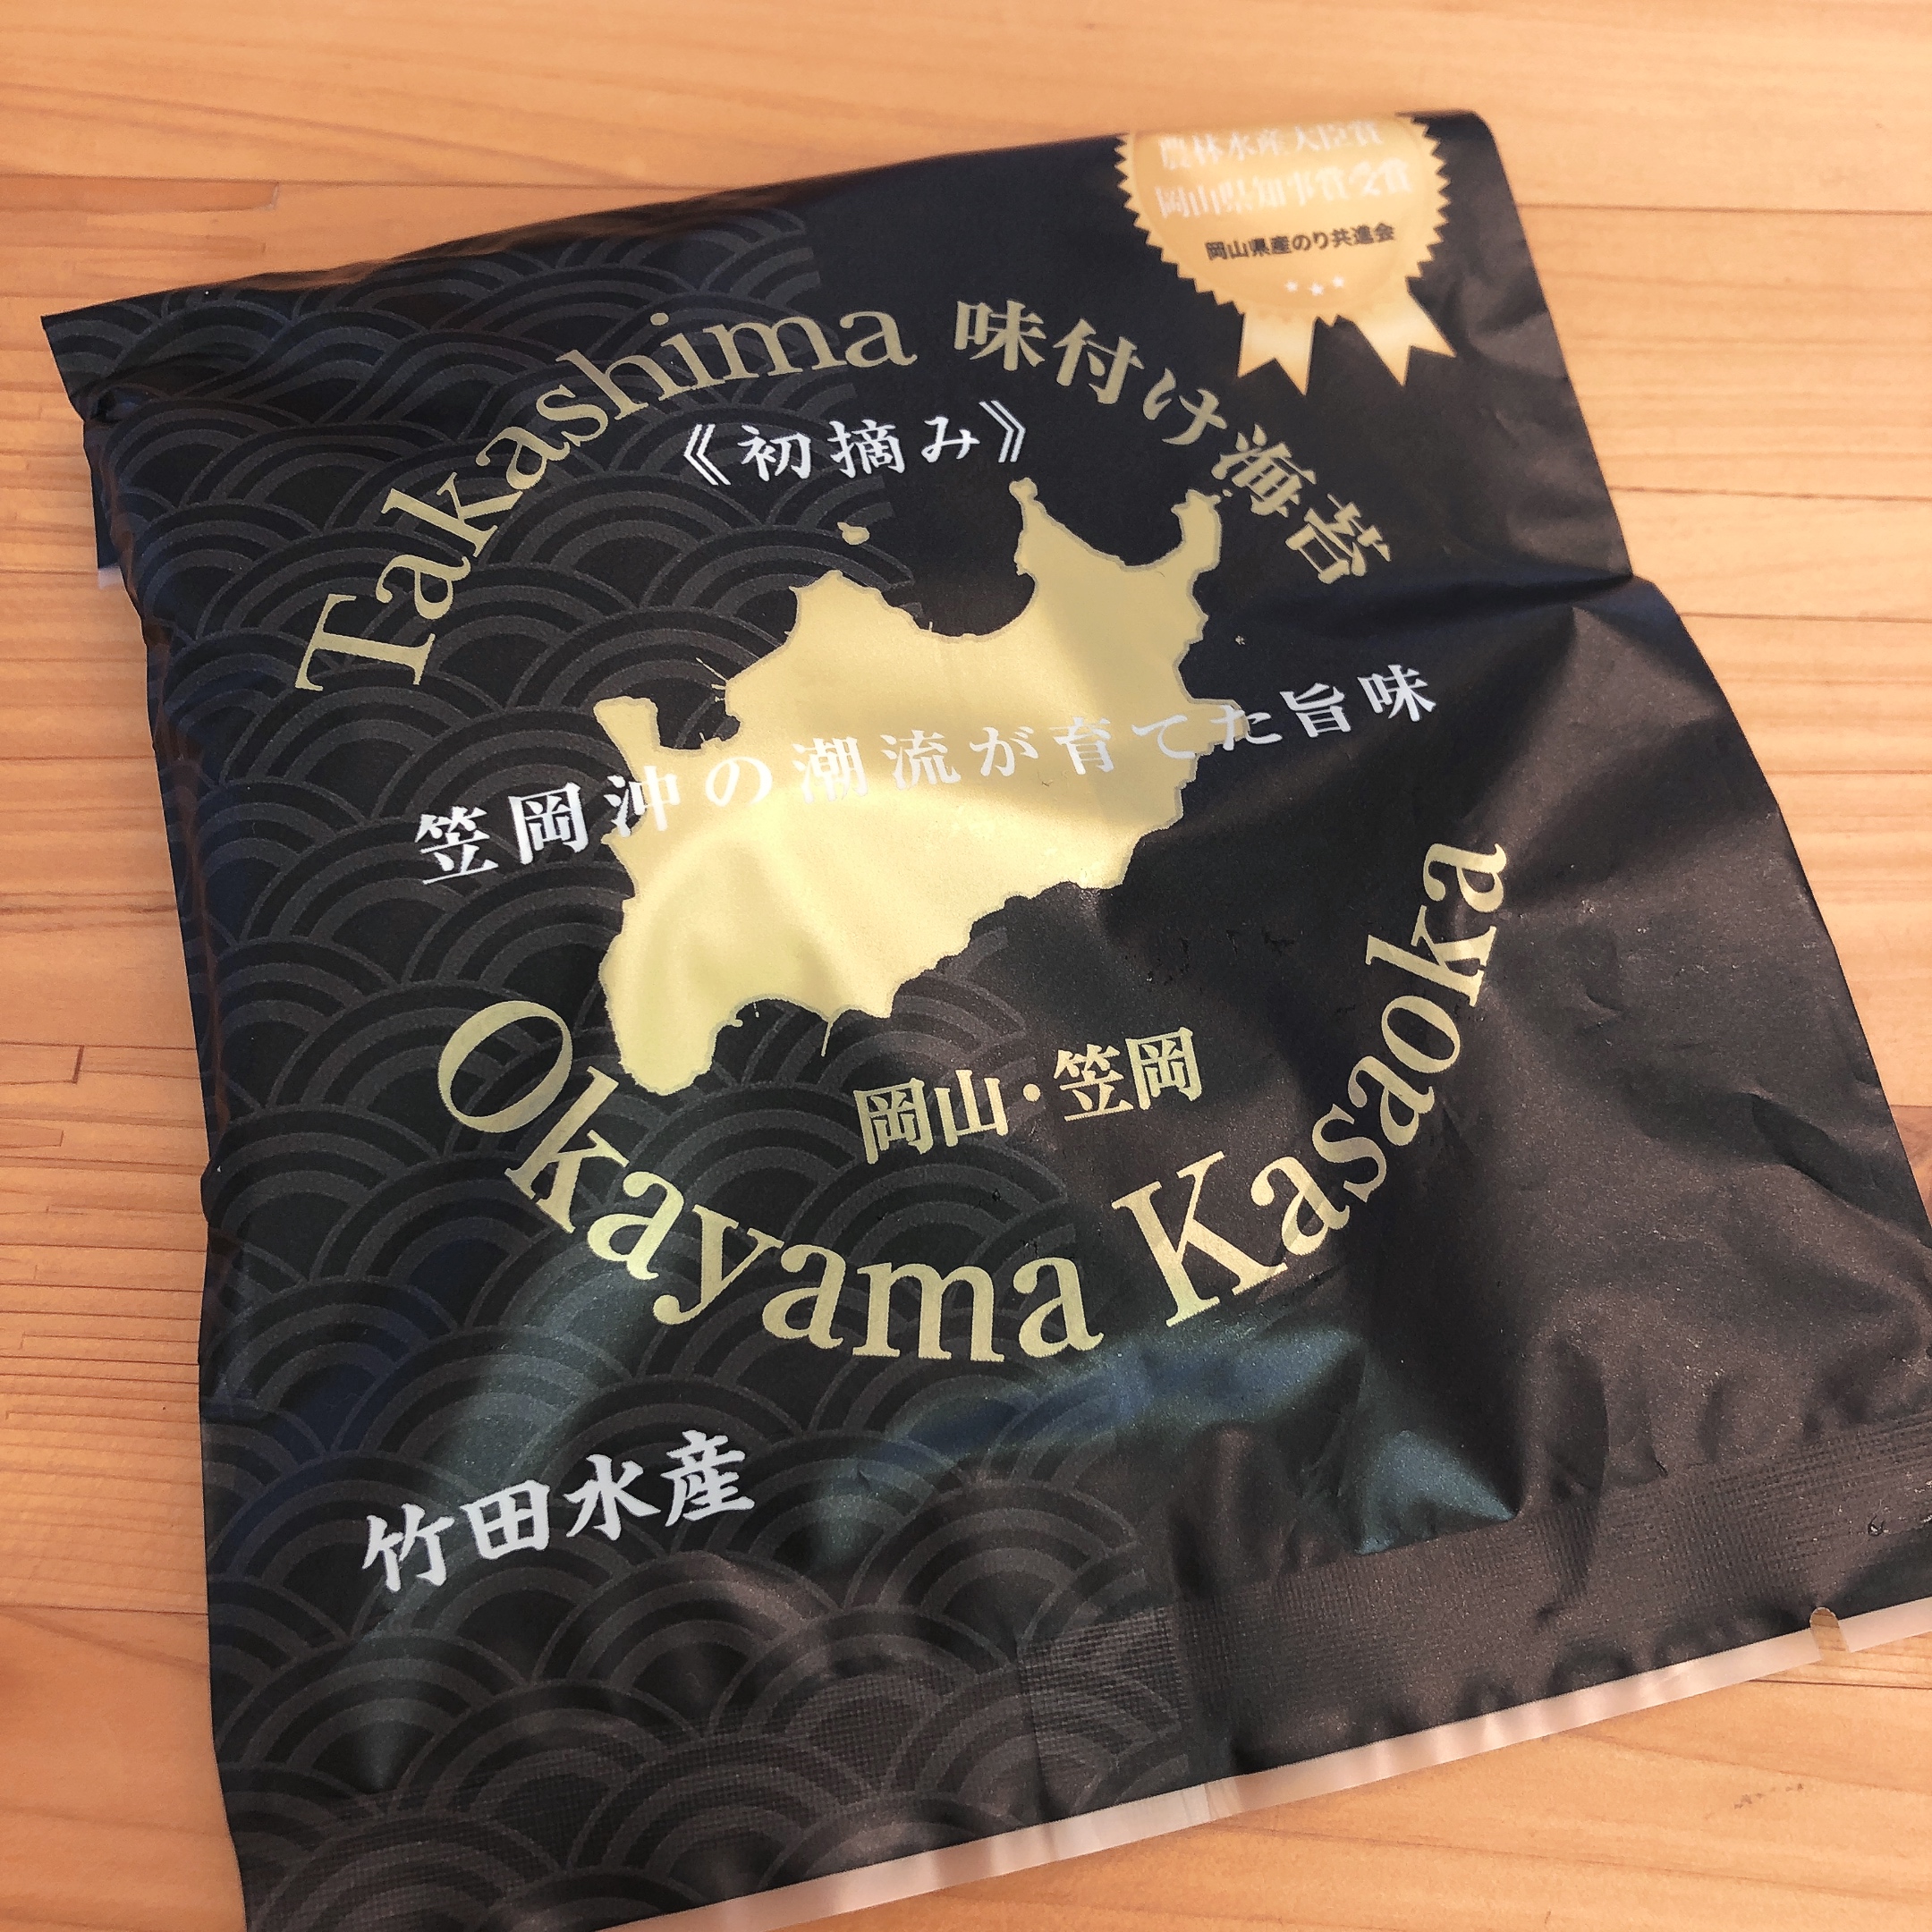 農林水産大臣賞
岡山県知事賞受賞
岡山県産のり共進会
Takashima 味付け海苔
《初摘み》
笠岡沖の潮流が育てた旨味
岡山・笠岡
Okayama Kasaoka
竹田水産